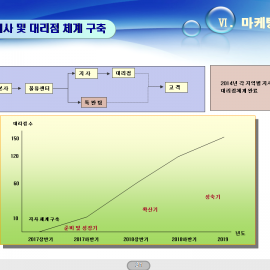 Ⅵ. 마케팅
지사 및 대리점 체계 구축
본사
물류센터
지 사
대리점
특 판 팀
고 객
2014년 각 지역별 지사
대리점체계 완료
대리점 수
150
120
60
10
지사 체계 구축
준비 및 성장기
확산기
성숙기
년도
2017상반기
2017하반기
2018상반기
2018하반기
2019